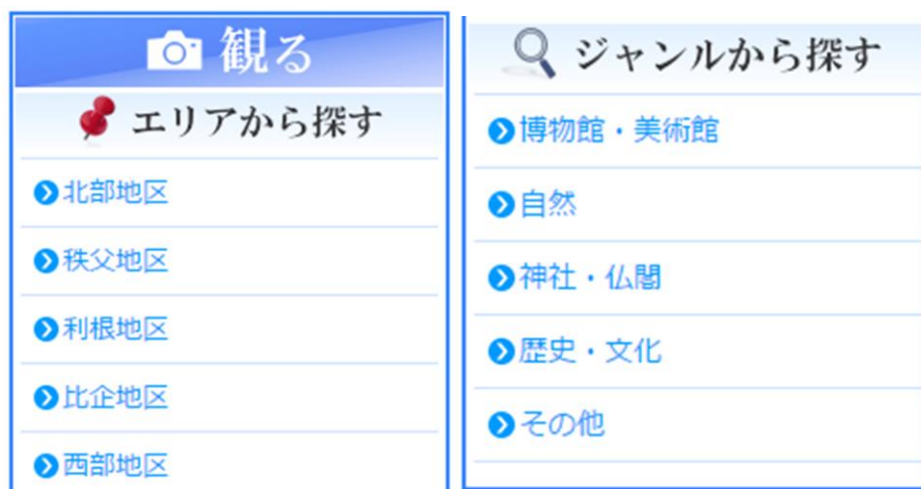 観る
エリアから探す
北部地区
秩父地区
利根地区
比企地区
西部地区
ジャンルから探す
博物館・美術館
自然
神社・仏閣
歴史・文化
その他